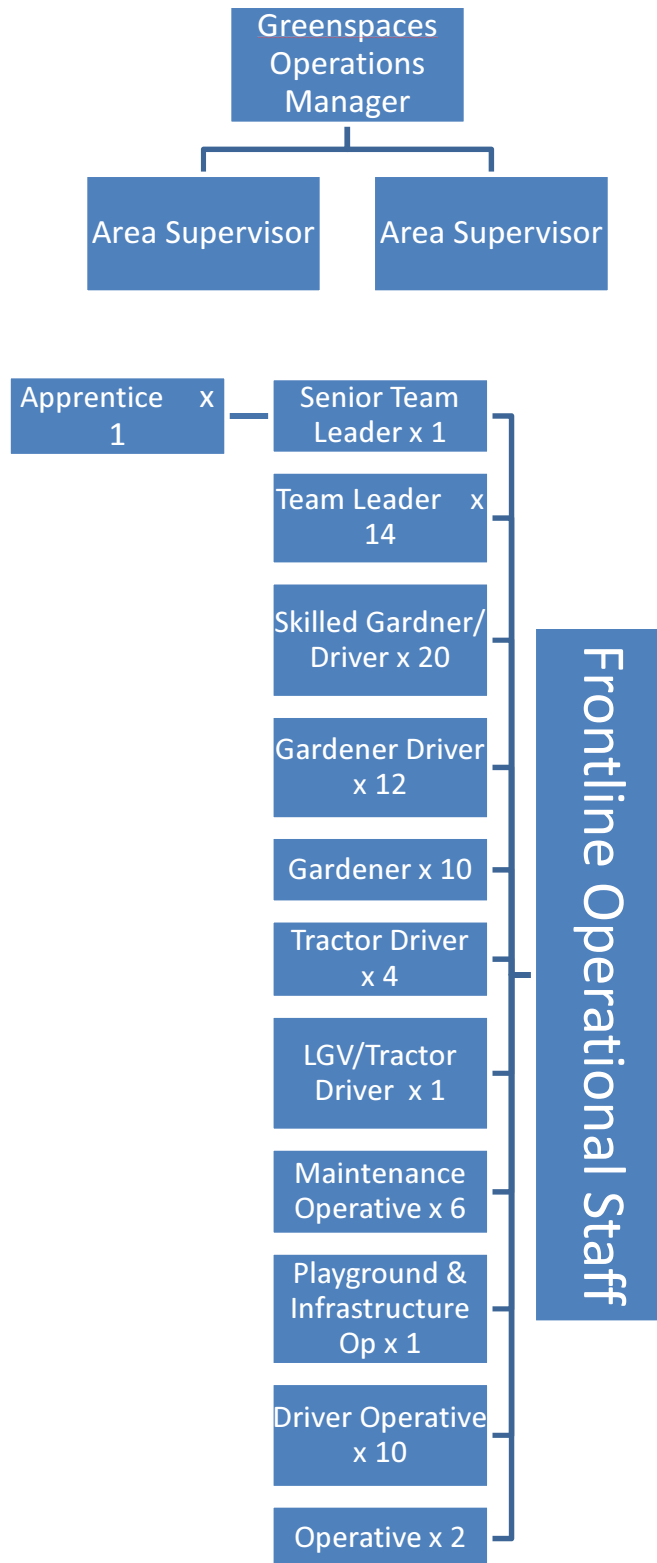 Greenspaces
Operations
Manager
Area Supervisor
Area Supervisor
Apprentice x
1
Senior Team
Leader x 1
Team Leader x
14
Skilled Gardner/
Driver x 20
Gardener Driver
x 12
Gardener x 10
Tractor Driver
x 4
LGV/Tractor
Driver x 1
Maintenance
Operative x 6
Playground &
Infrastructure
Op x 1
Driver Operative
x 10
Operative x 2
Frontline Operational Staff